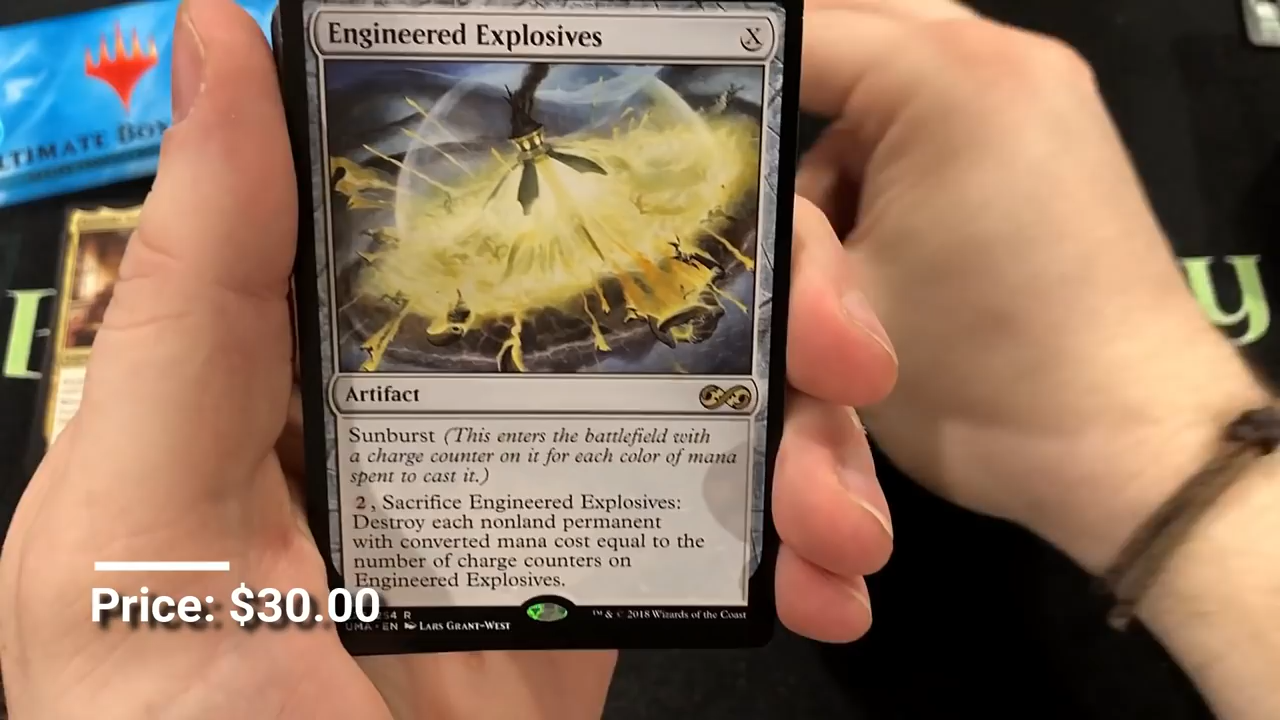 Engineered Explosives X
Artifact
Sunburst (This enters the battlefield with
a charge counter on it for each color of mana
spent to cast it.)
2, Sacrifice Engineered Explosives:
Destroy each nonland permanent
with converted mana cost equal to the
number of charge counters on
Engineered Explosives.
254 R
™ & © 2018 Wizards of the Coast
UMA · EN Lars Grant-West
Price: $30.00